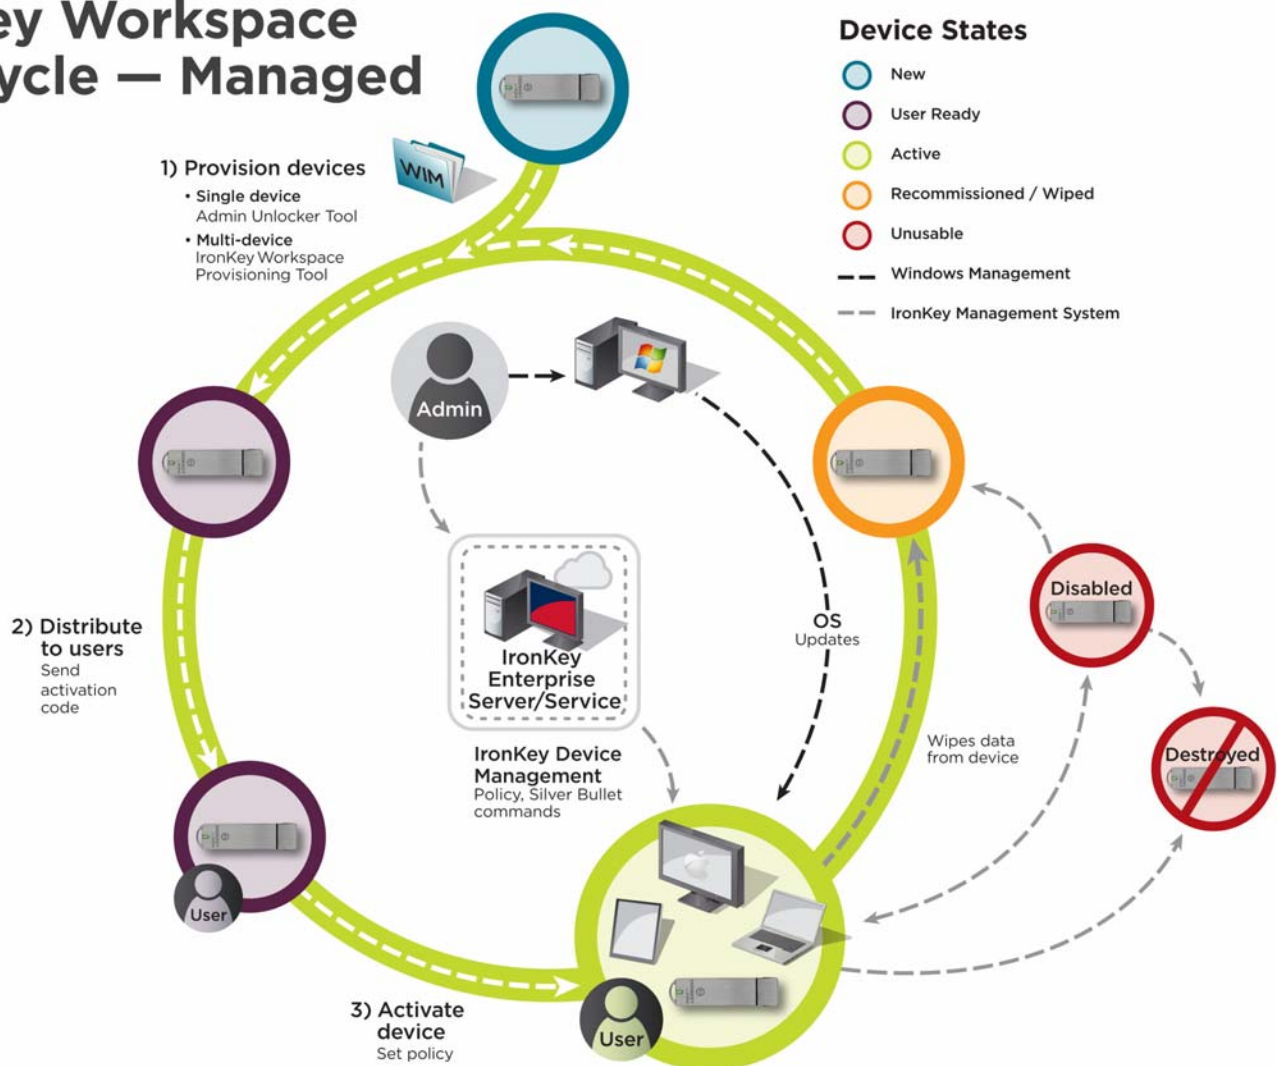 ey Workspace
ycle — Managed
Device States
New
User Ready
Active
Recommissioned / Wiped
Unusable
Windows Management
IronKey Management System
WIM
1) Provision devices
• Single device
Admin Unlocker Tool
• Multi-device
IronKey Workspace
Provisioning Tool
Admin
OS
Updates
IronKey
Enterprise
Server/Service
IronKey Device
Management
Policy, Silver Bullet
commands
2) Distribute
to users
Send
activation
code
Disabled
Destroyed
Wipes data
from device
User
3) Activate
device
Set policy
User